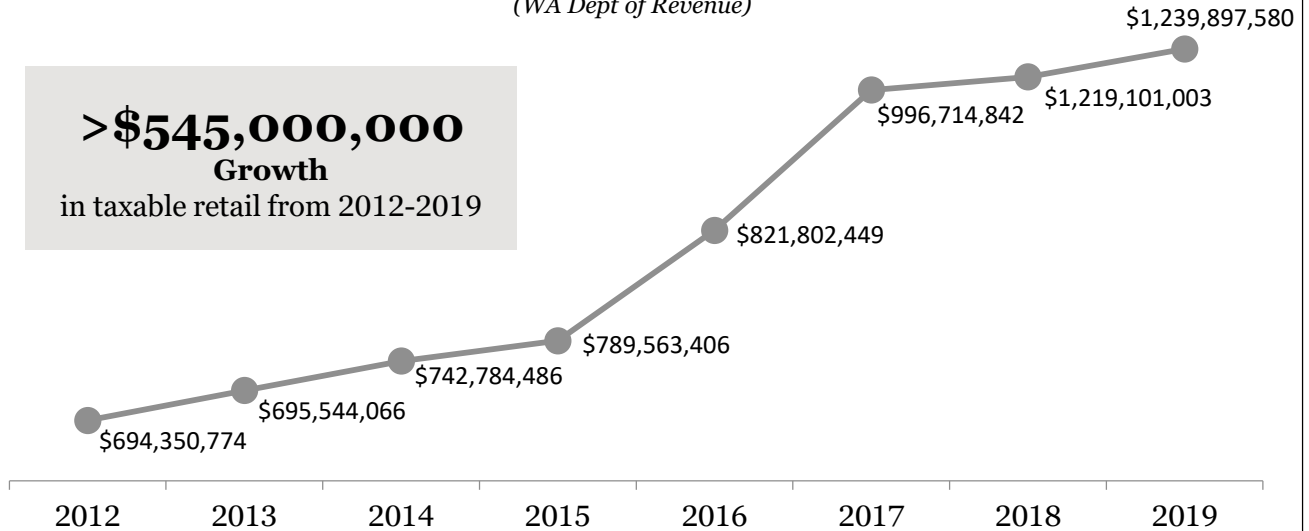 (WA Dept of Revenue)
$1,239,897,580
>$545,000,000
Growth
in taxable retail from 2012-2019
$694,350,774
$695,544,066
$742,784,486
$789,563,406
$821,802,449
$996,714,842
$1,219,101,003
2012 2013 2014 2015 2016 2017 2018 2019